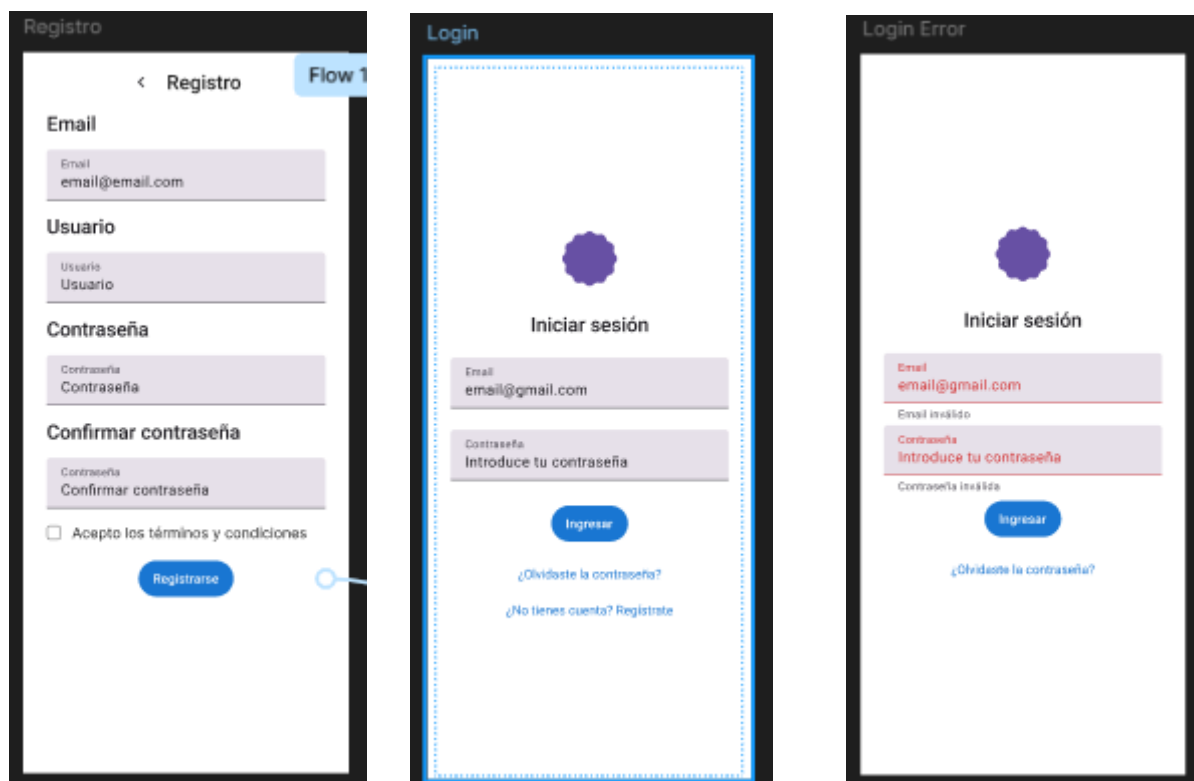 Registro
Flow 1
< Registro
Email
Email
email@email.com
Usuario
Usuario
Usuario
Contraseña
Contraseña
Contraseña
Confirmar contraseña
Contraseña
Confirmar contraseña
Acepto los términos y condiciones
Registrarse
Login
Iniciar sesión
Email
email@gmail.com
Contraseña
Introduce tu contraseña
Ingresar
¿Olvidaste la contraseña?
¿No tienes cuenta? Regístrate
Login Error
Iniciar sesión
Email
email@gmail.com
Email inválido
Contraseña
Introduce tu contraseña
Contraseña inválida
Ingresar
¿Olvidaste la contraseña?